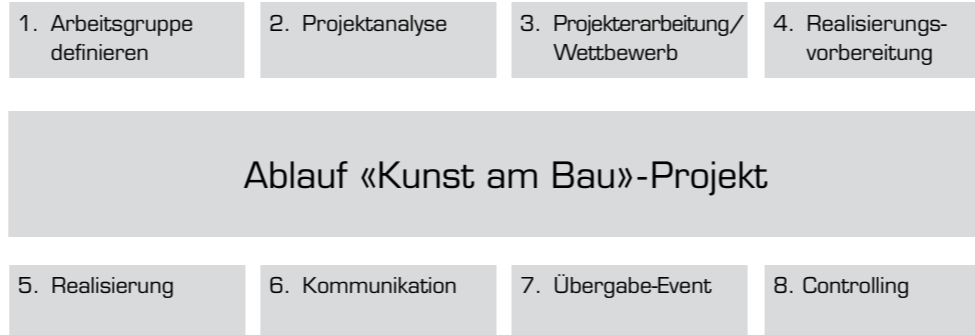 1. Arbeitsgruppe
definieren
2. Projektanalyse
3. Projekterarbeitung/
Wettbewerb
4. Realisierungs-
vorbereitung
Ablauf «Kunst am Bau»-Projekt
5. Realisierung
6. Kommunikation
7. Übergabe-Event
8. Controlling